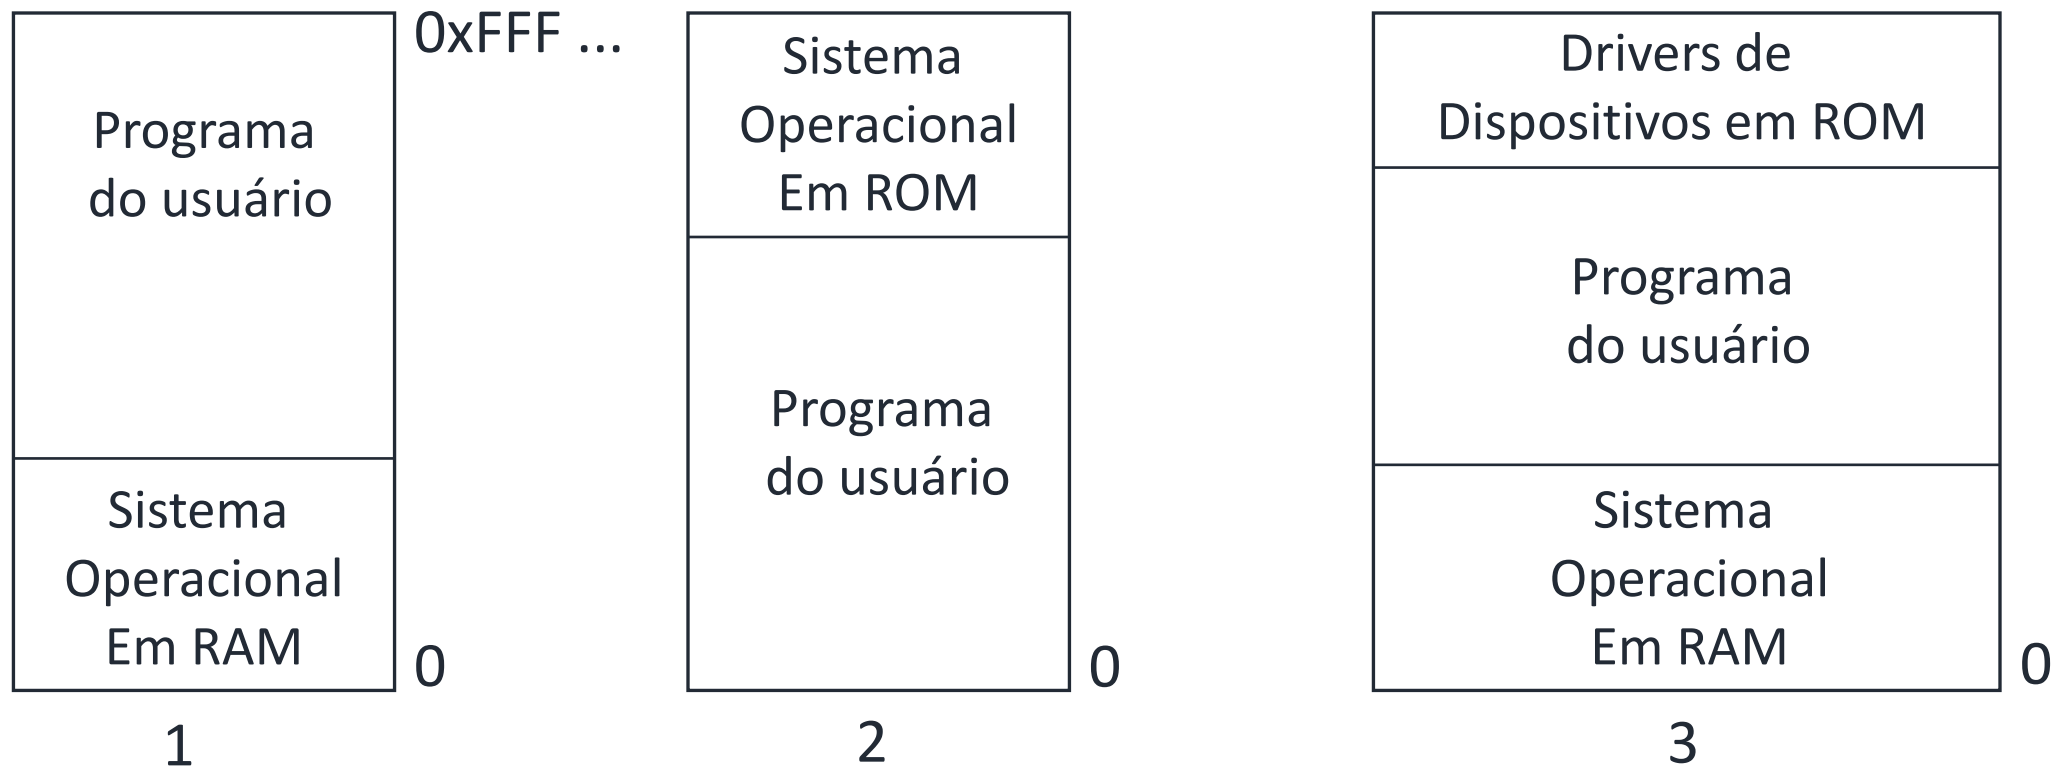 Programa
do usuário
Sistema
Operacional
Em RAM
0xFFF ...
0
1
Sistema
Operacional
Em ROM
Programa
do usuário
0
2
Drivers de
Dispositivos em ROM
Programa
do usuário
Sistema
Operacional
Em RAM
0
3